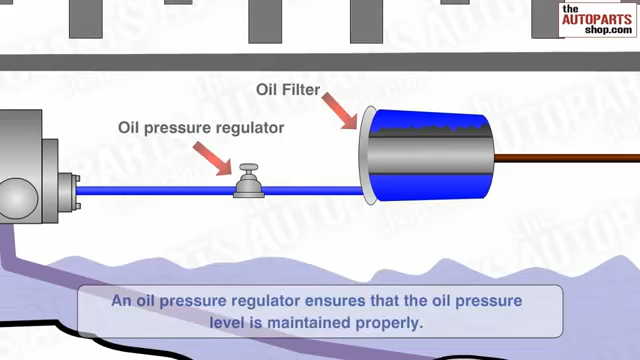 the
AUTOPARTS
shop.com
Oil Filter
Oil pressure regulator
An oil pressure regulator ensures that the oil pressure
level is maintained properly.